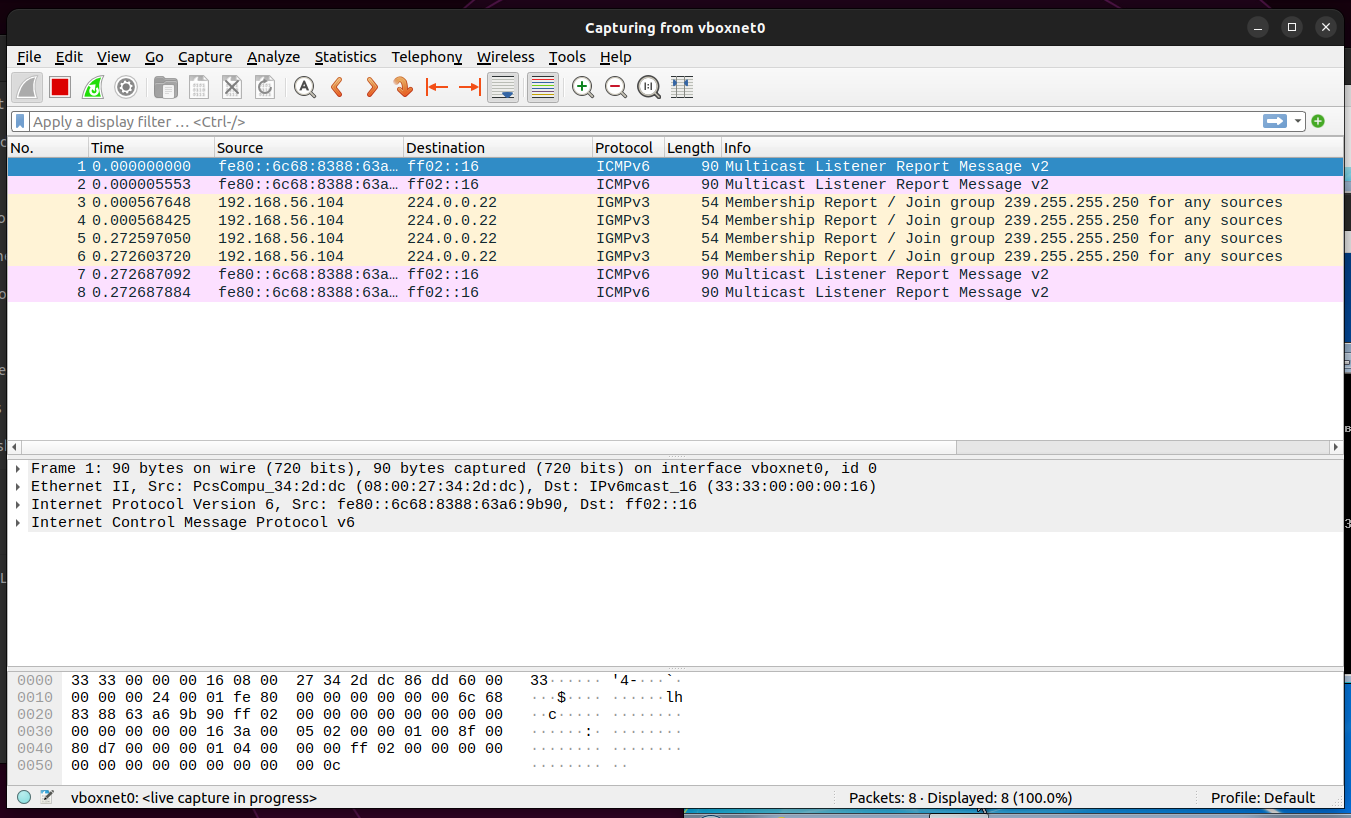 Capturing from vboxnet0
File Edit View Go Capture Analyze Statistics Telephony Wireless Tools Help
Apply a display filter … <Ctrl-/>
No. Time Source Destination Protocol Length Info
1 0.000000000 fe80::6c68:8388:63a… ff02::16 ICMPv6 90 Multicast Listener Report Message v2
2 0.000005553 fe80::6c68:8388:63a… ff02::16 ICMPv6 90 Multicast Listener Report Message v2
3 0.000567648 192.168.56.104 224.0.0.22 IGMPv3 54 Membership Report / Join group 239.255.255.250 for any sources
4 0.000568425 192.168.56.104 224.0.0.22 IGMPv3 54 Membership Report / Join group 239.255.255.250 for any sources
5 0.272597050 192.168.56.104 224.0.0.22 IGMPv3 54 Membership Report / Join group 239.255.255.250 for any sources
6 0.272603720 192.168.56.104 224.0.0.22 IGMPv3 54 Membership Report / Join group 239.255.255.250 for any sources
7 0.272687092 fe80::6c68:8388:63a… ff02::16 ICMPv6 90 Multicast Listener Report Message v2
8 0.272687884 fe80::6c68:8388:63a… ff02::16 ICMPv6 90 Multicast Listener Report Message v2
Frame 1: 90 bytes on wire (720 bits), 90 bytes captured (720 bits) on interface vboxnet0, id 0
Ethernet II, Src: PcsCompu_34:2d:dc (08:00:27:34:2d:dc), Dst: IPv6mcast_16 (33:33:00:00:00:16)
Internet Protocol Version 6, Src: fe80::6c68:8388:63a6:9b90, Dst: ff02::16
Internet Control Message Protocol v6
0000 33 33 00 00 00 16 08 00 27 34 2d dc 86 dd 60 00 33······ '4-···`·
0010 00 00 00 24 00 01 fe 80 00 00 00 00 00 00 6c 68 ···$···· ······lh
0020 83 88 63 a6 9b 90 ff 02 00 00 00 00 00 00 00 00 ··c····· ········
0030 00 00 00 00 00 16 3a 00 05 02 00 00 01 00 8f 00 ······:· ········
0040 80 d7 00 00 00 01 04 00 00 00 ff 02 00 00 00 00 ········ ········
0050 00 00 00 00 00 00 00 00 00 0c ········ ··
vboxnet0: <live capture in progress> Packets: 8 · Displayed: 8 (100.0%) Profile: Default